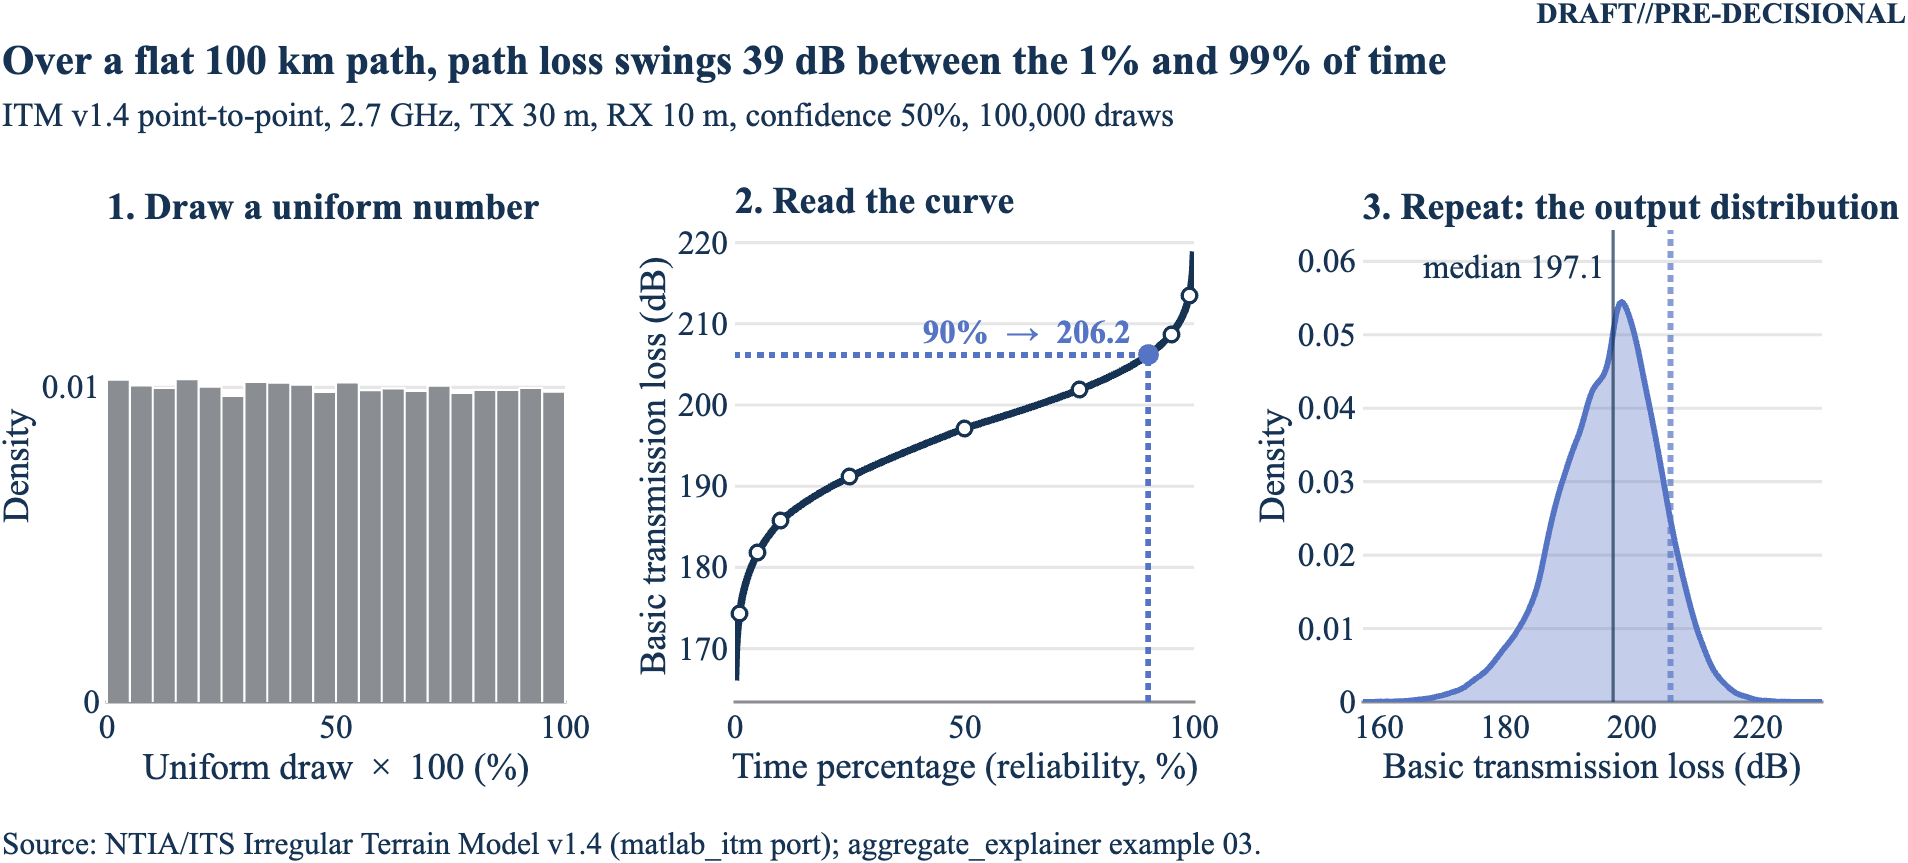 DRAFT//PRE-DECISIONAL
Over a flat 100 km path, path loss swings 39 dB between the 1% and 99% of time
ITM v1.4 point-to-point, 2.7 GHz, TX 30 m, RX 10 m, confidence 50%, 100,000 draws
1. Draw a uniform number
0.01
0
Density
0 50 100
Uniform draw × 100 (%)
2. Read the curve
220
210
200
190
180
170
Basic transmission loss (dB)
90% → 206.2
0 50 100
Time percentage (reliability, %)
3. Repeat: the output distribution
median 197.1
0.06
0.05
0.04
0.03
0.02
0.01
0
Density
160 180 200 220
Basic transmission loss (dB)
Source: NTIA/ITS Irregular Terrain Model v1.4 (matlab_itm port); aggregate_explainer example 03.